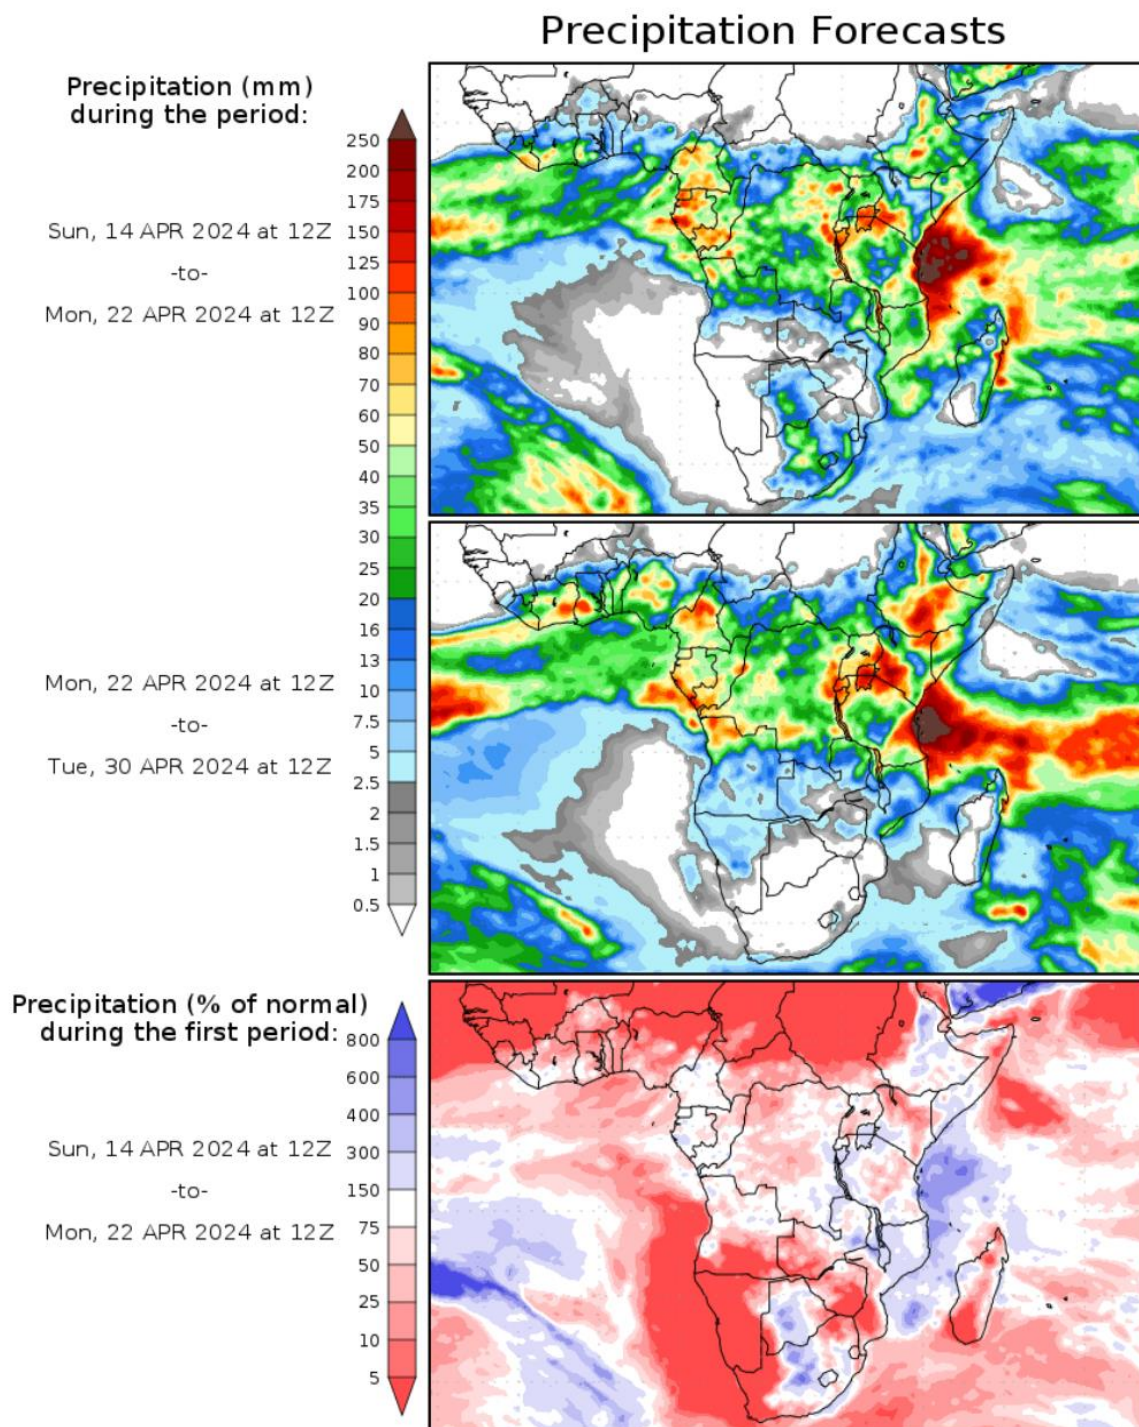 Precipitation Forecasts
Precipitation (mm)
during the period:
250
200
175
150
125
100
90
80
70
60
50
40
35
30
25
20
16
13
10
7.5
5
2.5
2
1.5
1
0.5
Sun, 14 APR 2024 at 12Z
-to-
Mon, 22 APR 2024 at 12Z
Mon, 22 APR 2024 at 12Z
-to-
Tue, 30 APR 2024 at 12Z
Precipitation (% of normal)
during the first period:
800
600
400
300
150
75
50
25
10
5
Sun, 14 APR 2024 at 12Z
-to-
Mon, 22 APR 2024 at 12Z